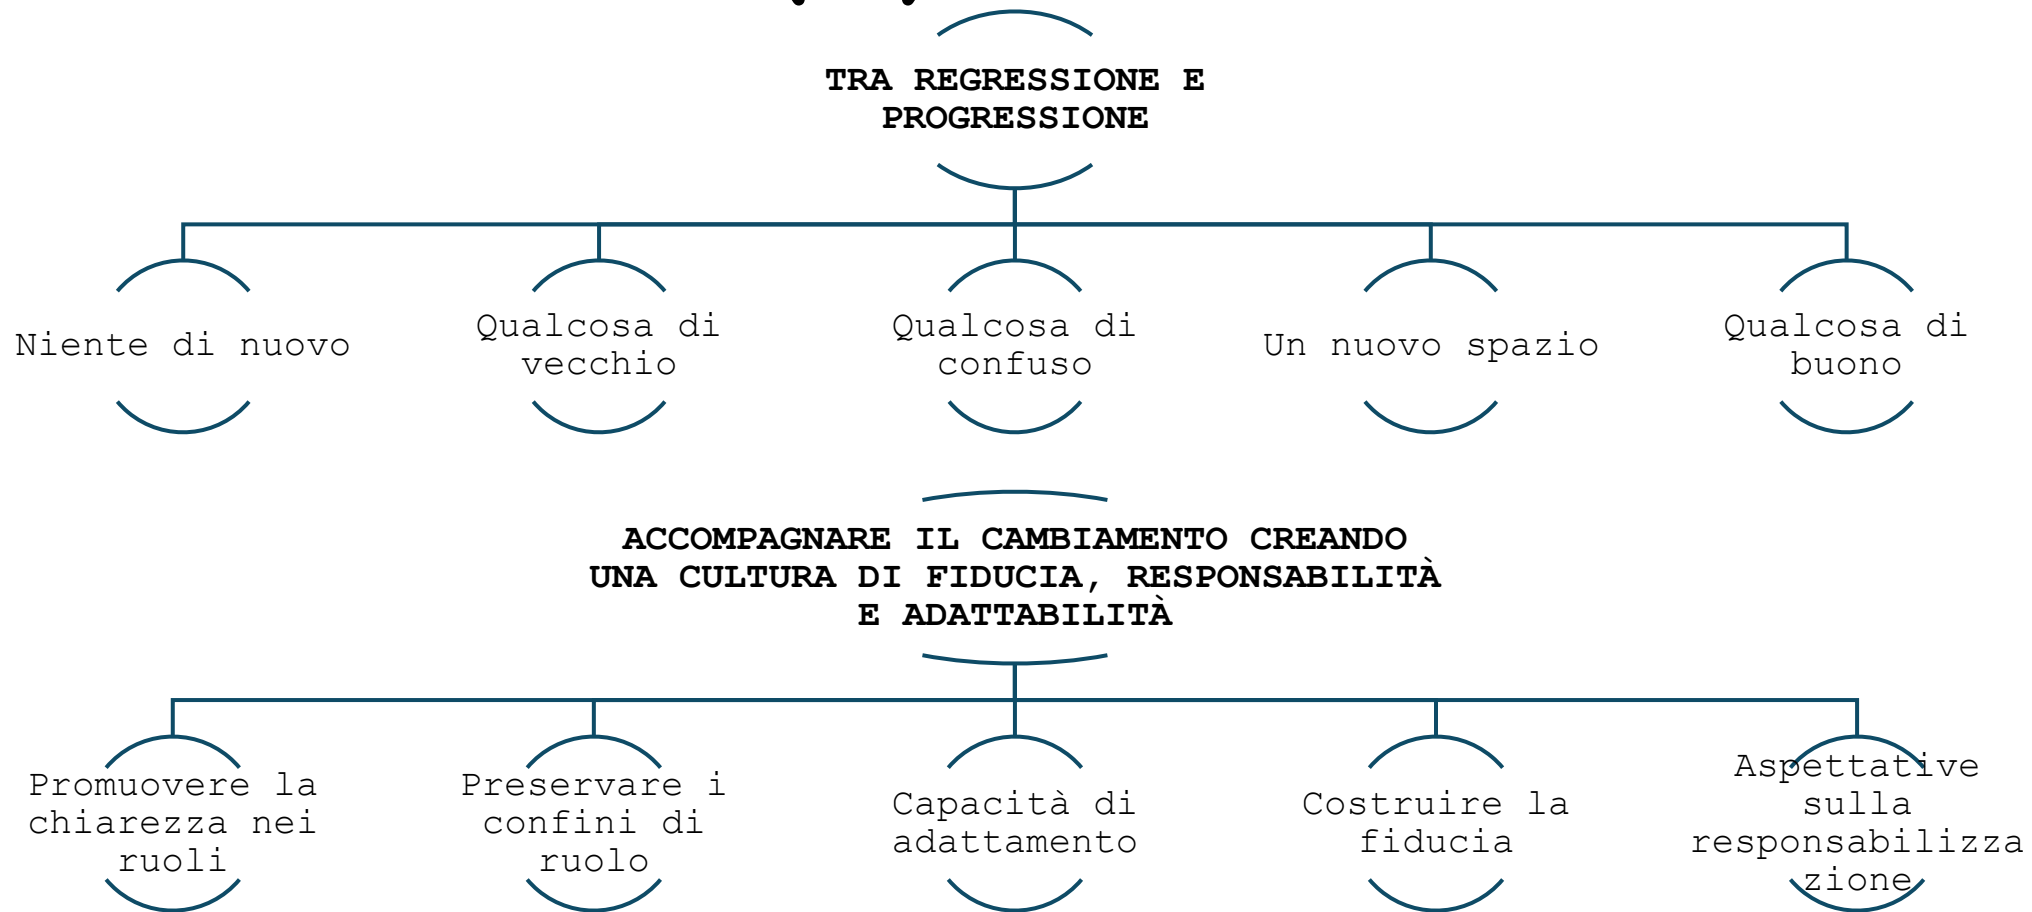 TRA REGRESSIONE E
PROGRESSIONE
Niente di nuovo
Qualcosa di
vecchio
Qualcosa di
confuso
Un nuovo spazio
Qualcosa di
buono
ACCOMPAGNARE IL CAMBIAMENTO CREANDO
UNA CULTURA DI FIDUCIA, RESPONSABILITÀ
E ADATTABILITÀ
Promuovere la
chiarezza nei
ruoli
Preservare i
confini di
ruolo
Capacità di
adattamento
Costruire la
fiducia
Aspettative
sulla
responsabilizza
zione